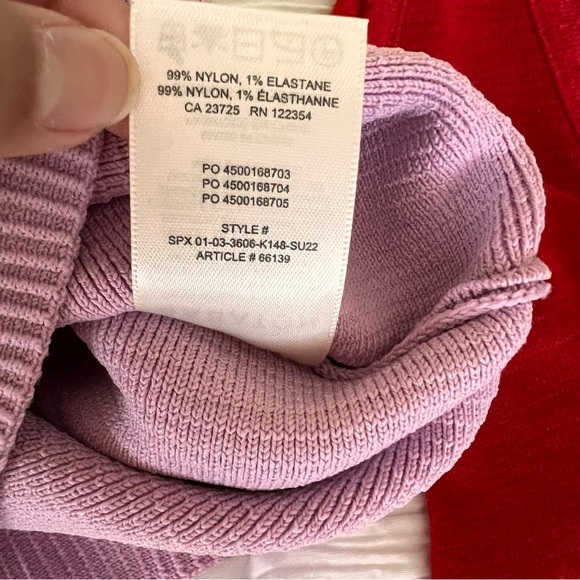 99% NYLON, 1% ELASTANE
99% NYLON, 1% ÉLASTHANNE
CA 23725 RN 122354
PO 4500168703
PO 4500168704
PO 4500168705
STYLE #
SPX 01-03-3606-K148-SU22
ARTICLE # 66139